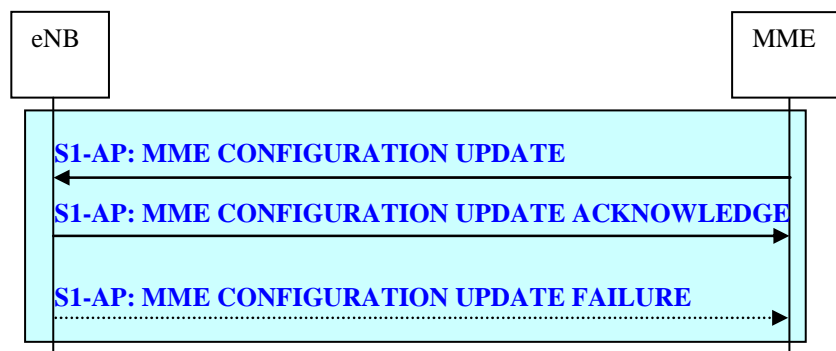 eNB
MME
S1-AP: MME CONFIGURATION UPDATE
S1-AP: MME CONFIGURATION UPDATE ACKNOWLEDGE
S1-AP: MME CONFIGURATION UPDATE FAILURE